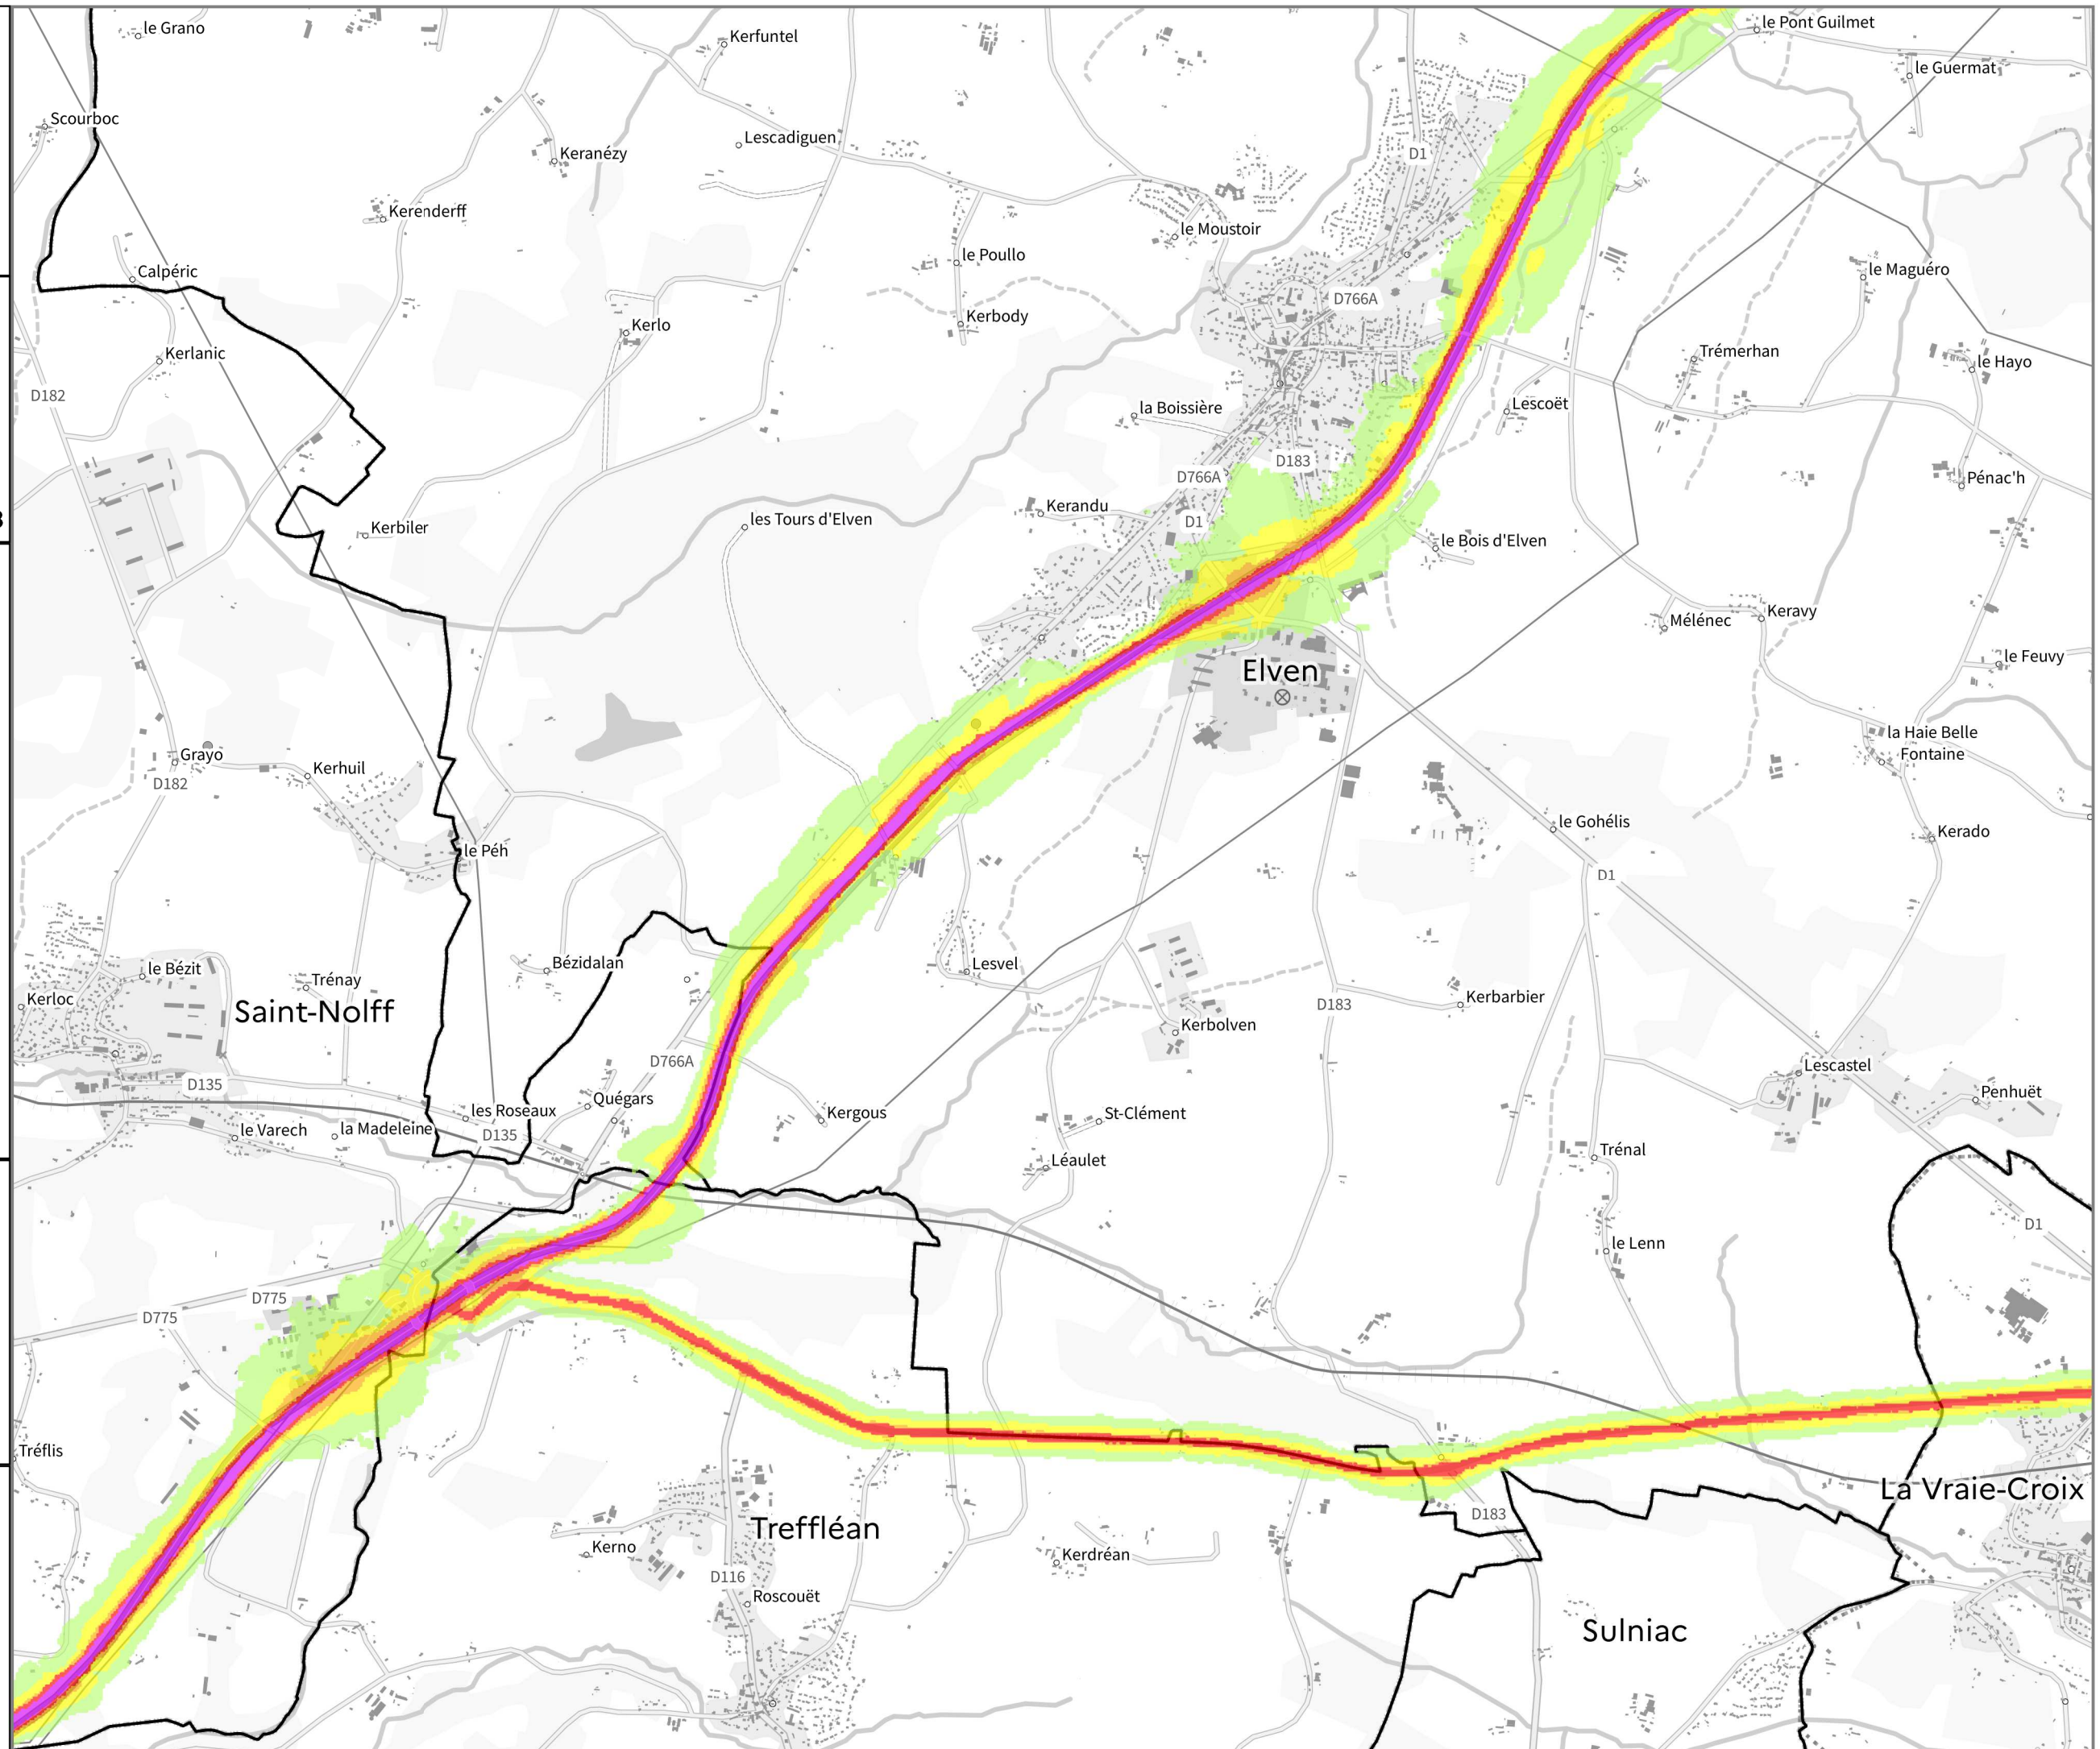 le Grano
Kerfuntel
le Pont Guilmet
le Guermat
Scourboc
Lescadiguen
Keranézy
D1
Kerenderff
le Moustoir
le Poullo
Calpéric
le Maguéro
D766A
Kerbody
Kerlo
Kerlanic
Trémerhan
le Hayo
D182
la Boissière
Lescoët
D183
D766A
Pénac'h
Kerandu
les Tours d'Elven
D1
Kerbiler
le Bois d'Elven
Mélénec
Keravy
le Feuvy
Elven
la Haie Belle
Fontaine
Grayo
Kerhuil
D182
le Gohélis
Kerado
le Péh
D1
Bézidalan
Lesvel
le Bézit
Trénay
Kerloc
Saint-Nolff
Kerbarbier
D183
Kerbolven
D766A
Lescastel
D135
Penhuët
Quégars
les Roseaux
Kergous
St-Clément
le Varech
la Madeleine
D135
Trénal
Léaulet
D1
le Lenn
D775
D775
Tréflis
La Vraie-Croix
D183
Treffléan
Kerno
Kerdréan
D116
Roscouët
Sulniac